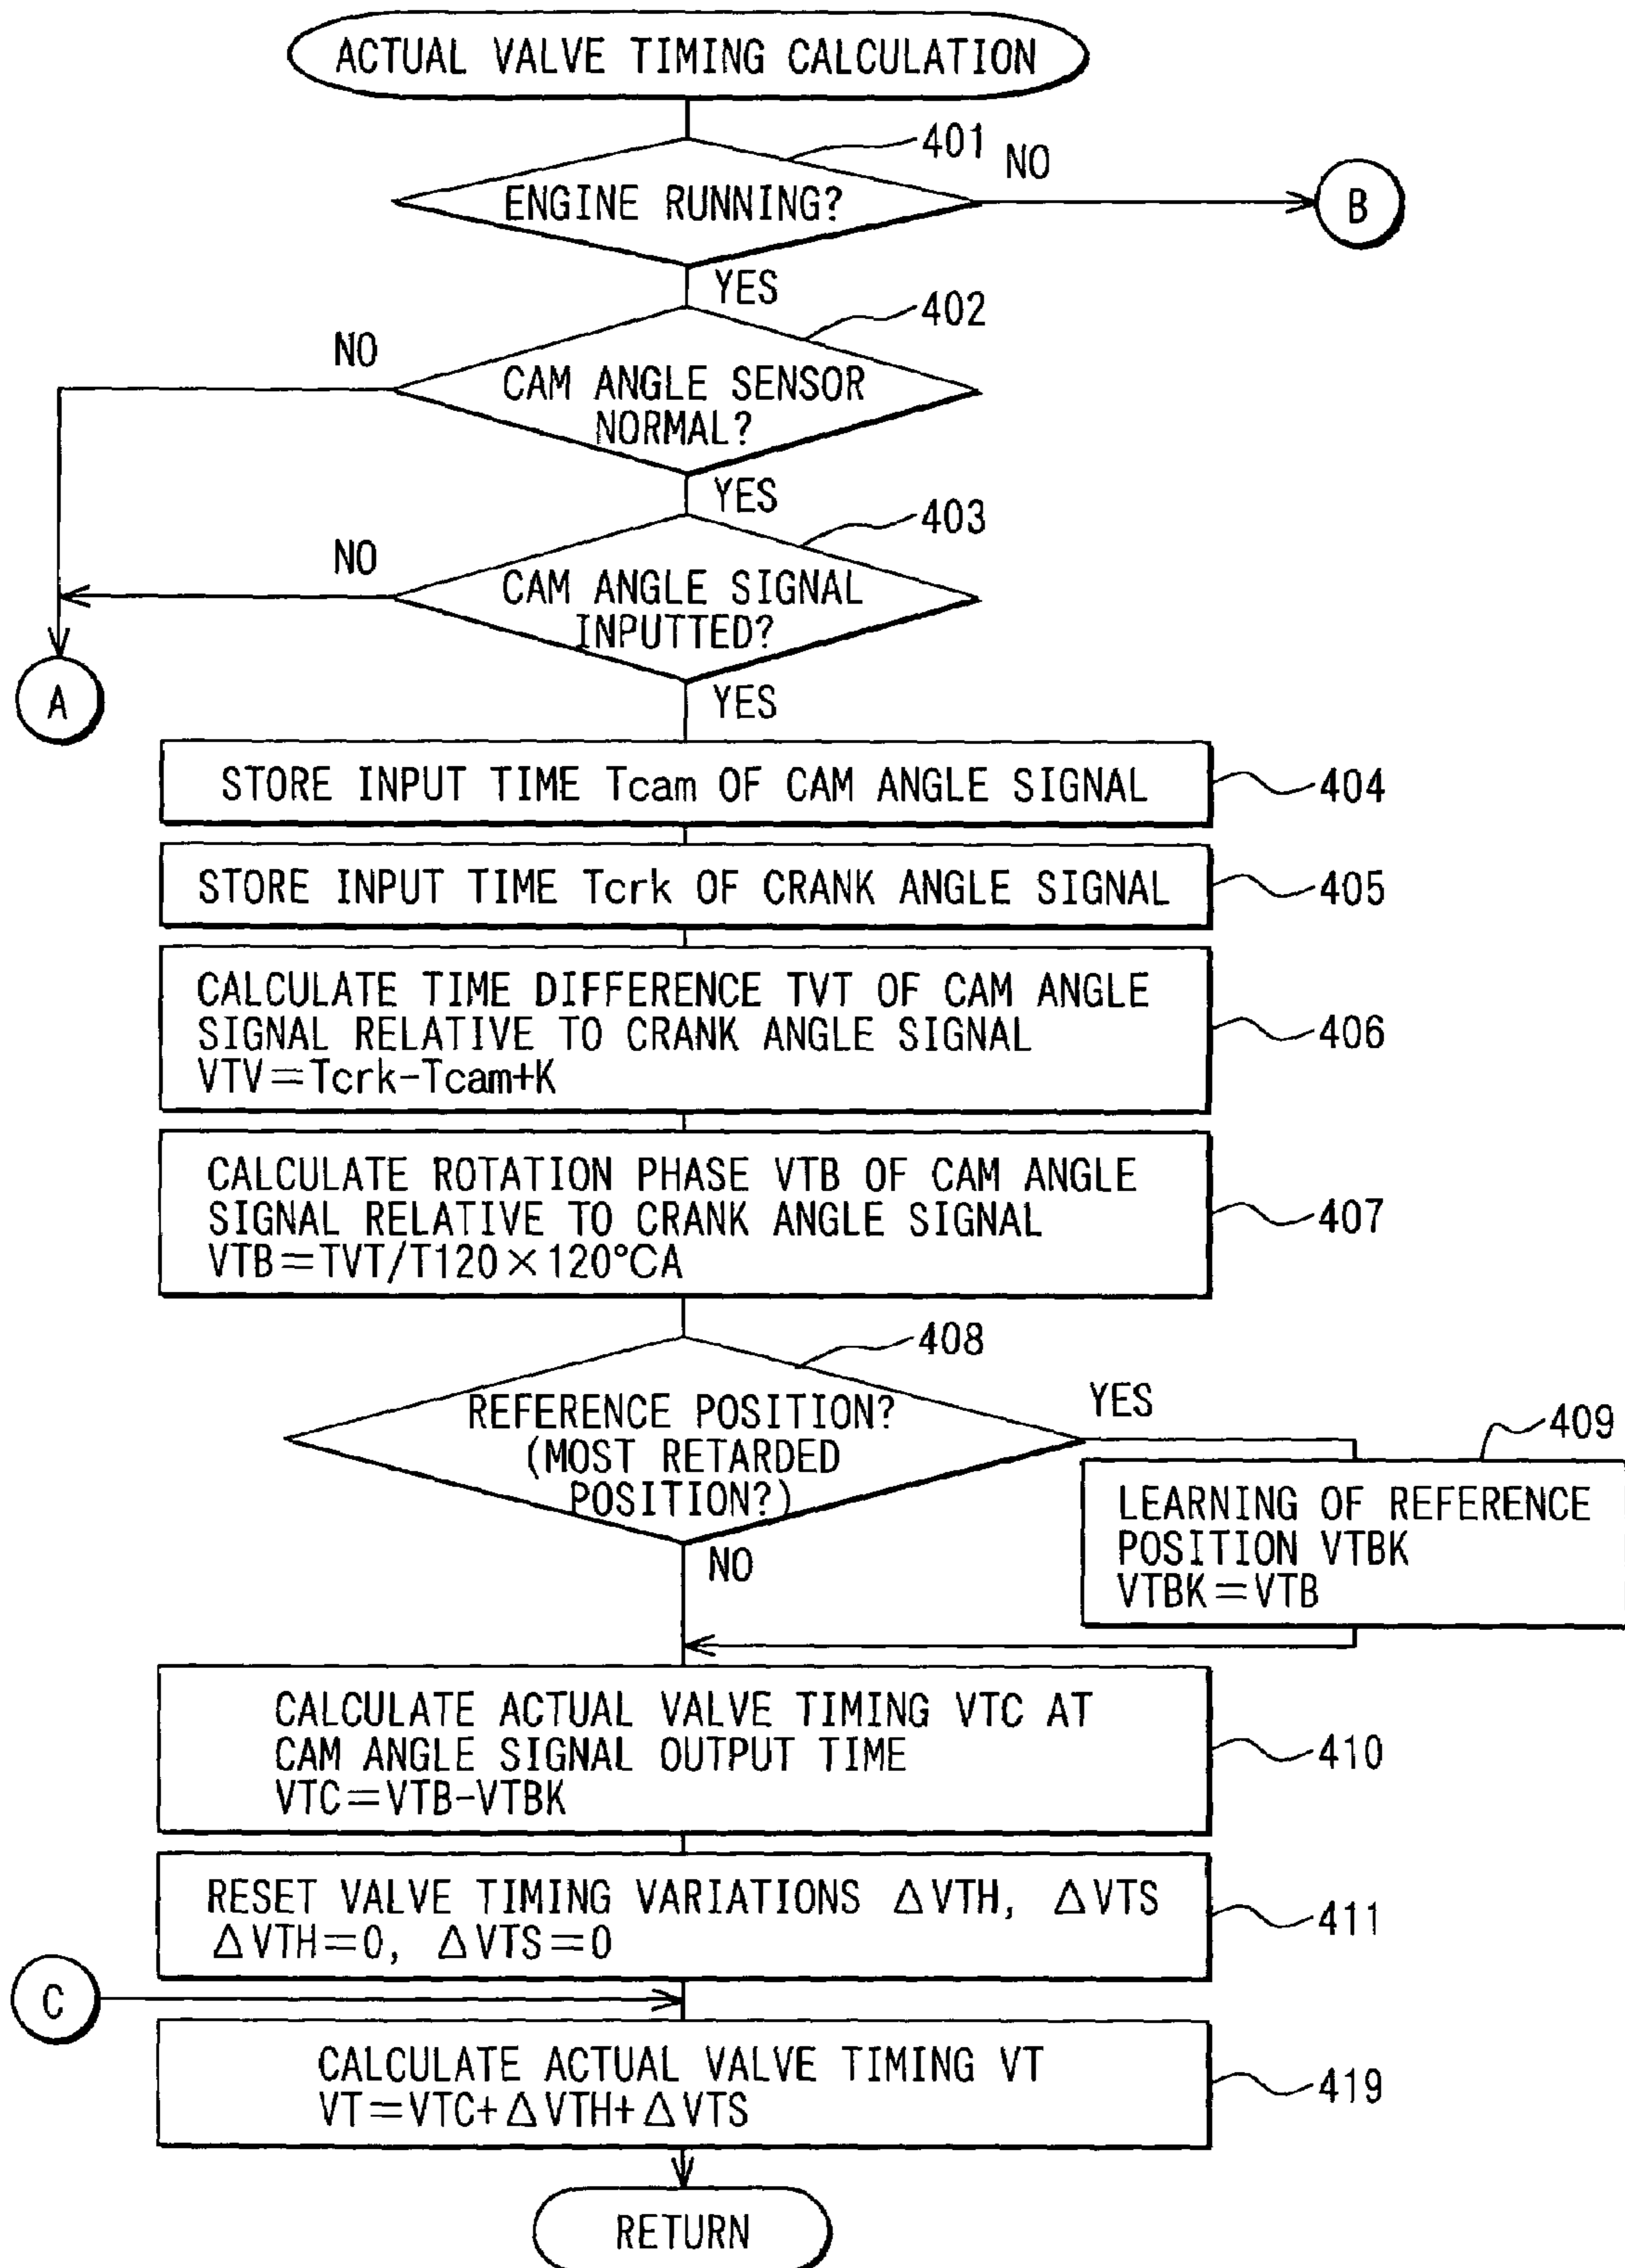 ACTUAL VALVE TIMING CALCULATION
401
NO
ENGINE RUNNING?
B
YES
402
NO
CAM ANGLE SENSOR
NORMAL?
YES
403
NO
CAM ANGLE SIGNAL
INPUTTED?
A
YES
STORE INPUT TIME Tcam OF CAM ANGLE SIGNAL
404
STORE INPUT TIME Tcrk OF CRANK ANGLE SIGNAL
405
CALCULATE TIME DIFFERENCE TVT OF CAM ANGLE
SIGNAL RELATIVE TO CRANK ANGLE SIGNAL
VTV=Tcrk-Tcam+K
406
CALCULATE ROTATION PHASE VTB OF CAM ANGLE
SIGNAL RELATIVE TO CRANK ANGLE SIGNAL
VTB=TVT/T120×120°CA
407
408
REFERENCE POSITION?
(MOST RETARDED
POSITION?)
YES
409
LEARNING OF REFERENCE
POSITION VTBK
VTBK=VTB
NO
CALCULATE ACTUAL VALVE TIMING VTC AT
CAM ANGLE SIGNAL OUTPUT TIME
VTC=VTB-VTBK
410
RESET VALVE TIMING VARIATIONS ΔVTH, ΔVTS
ΔVTH=0, ΔVTS=0
411
C
CALCULATE ACTUAL VALVE TIMING VT
VT=VTC+ΔVTH+ΔVTS
419
RETURN